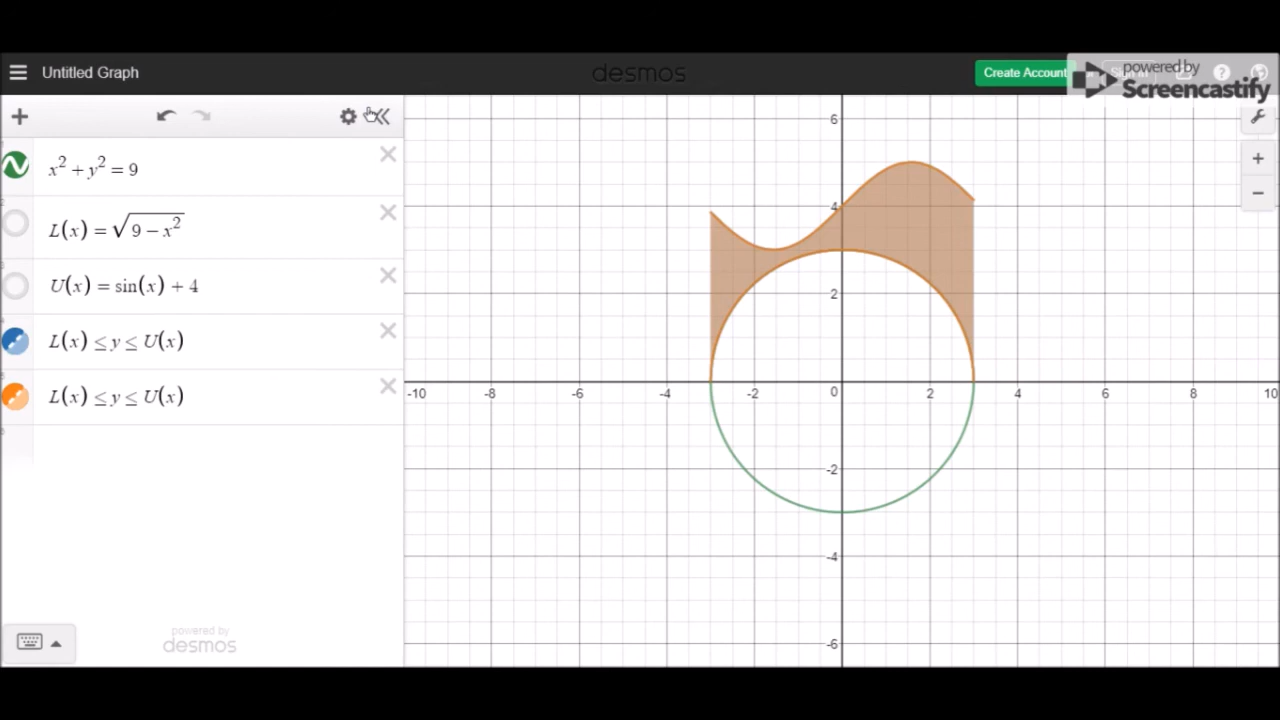 Untitled Graph
desmos
Create Account
powered by
Screencastify
x² + y² = 9
L(x) = √(9 − x²)
U(x) = sin(x) + 4
L(x) ≤ y ≤ U(x)
L(x) ≤ y ≤ U(x)
powered by
desmos
6
4
2
-10 -8 -6 -4 -2 0 2 4 6 8 10
-2
-4
-6